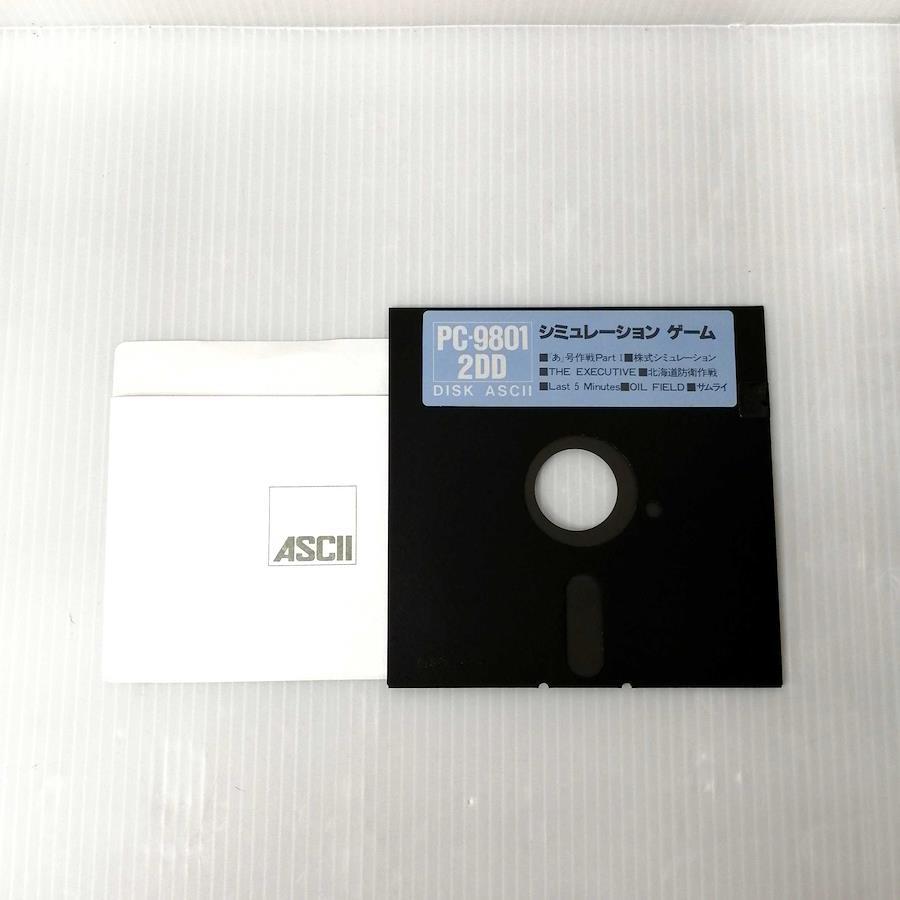 PC-9801
2DD
DISK ASCII
シミュレーション ゲーム
■「あ」号作戦Part 1■株式シミュレーション
■THE EXECUTIVE■北海道防衛作戦
■Last 5 Minutes■OIL FIELD■サムライ
ASCII